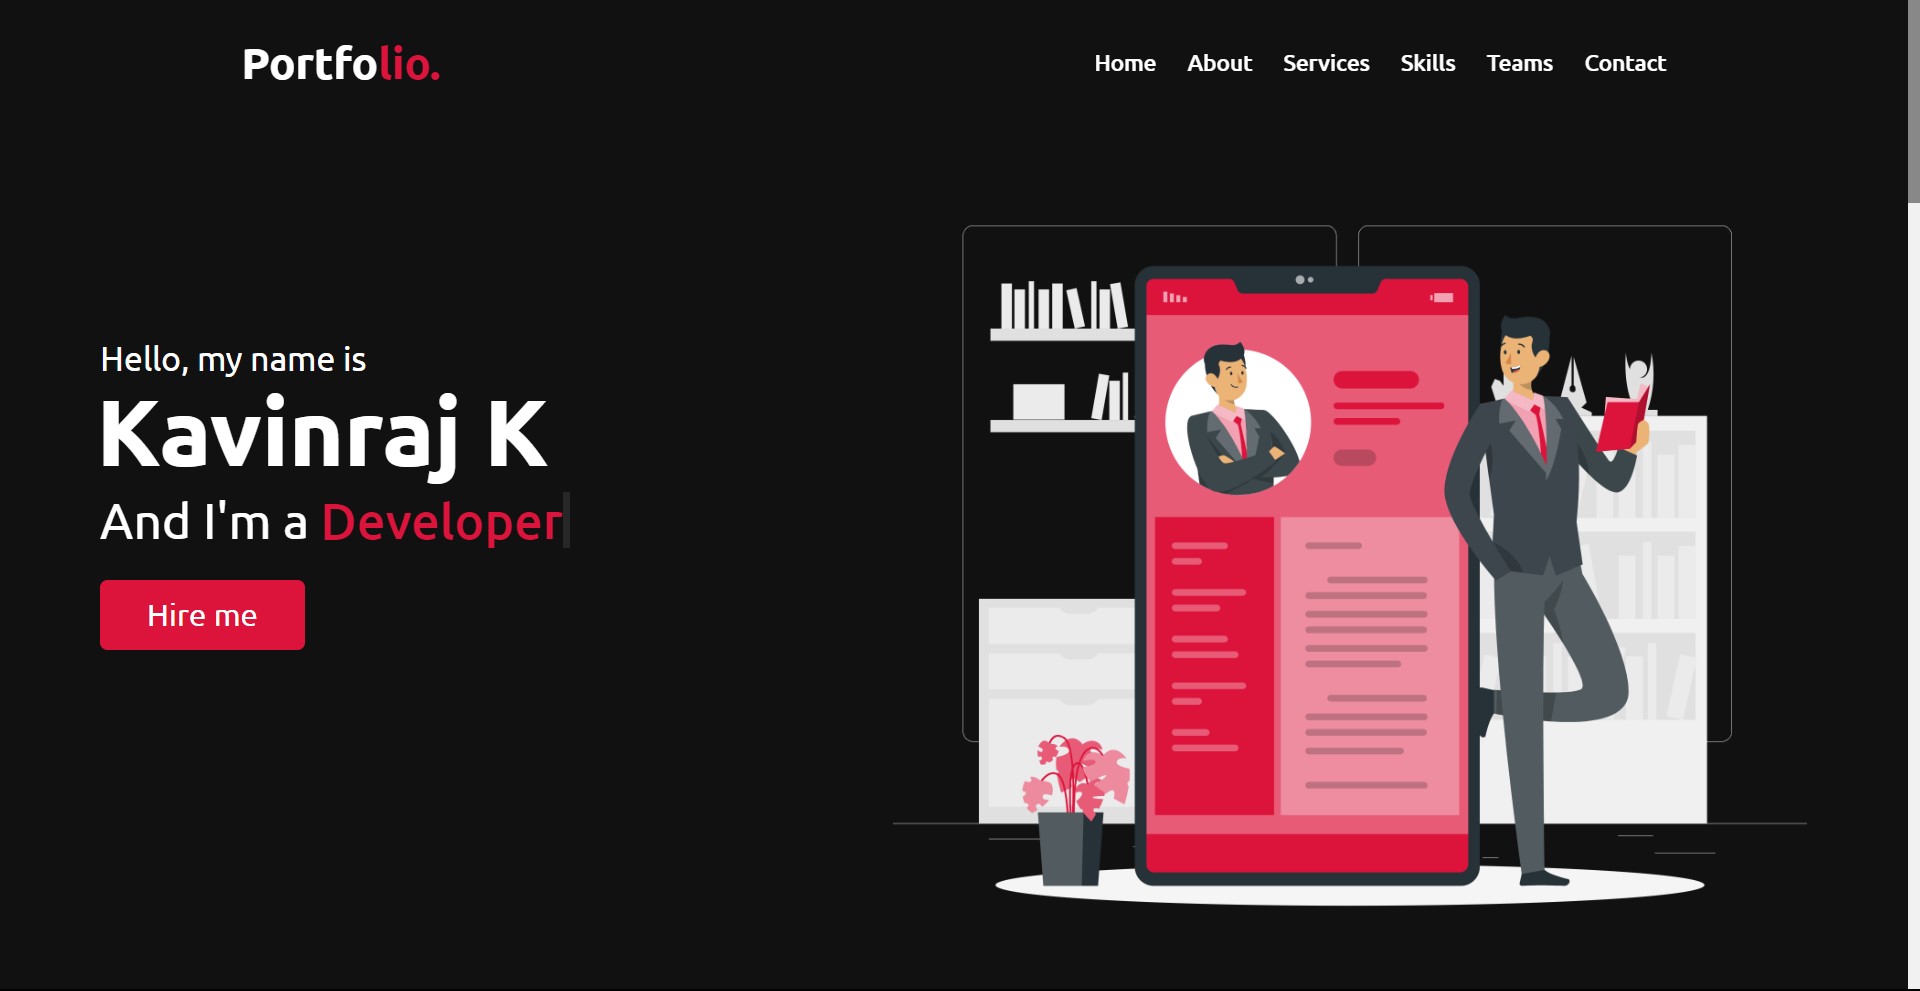 Portfolio.
Home About Services Skills Teams Contact
Hello, my name is
Kavinraj K
And I'm a Developer
Hire me